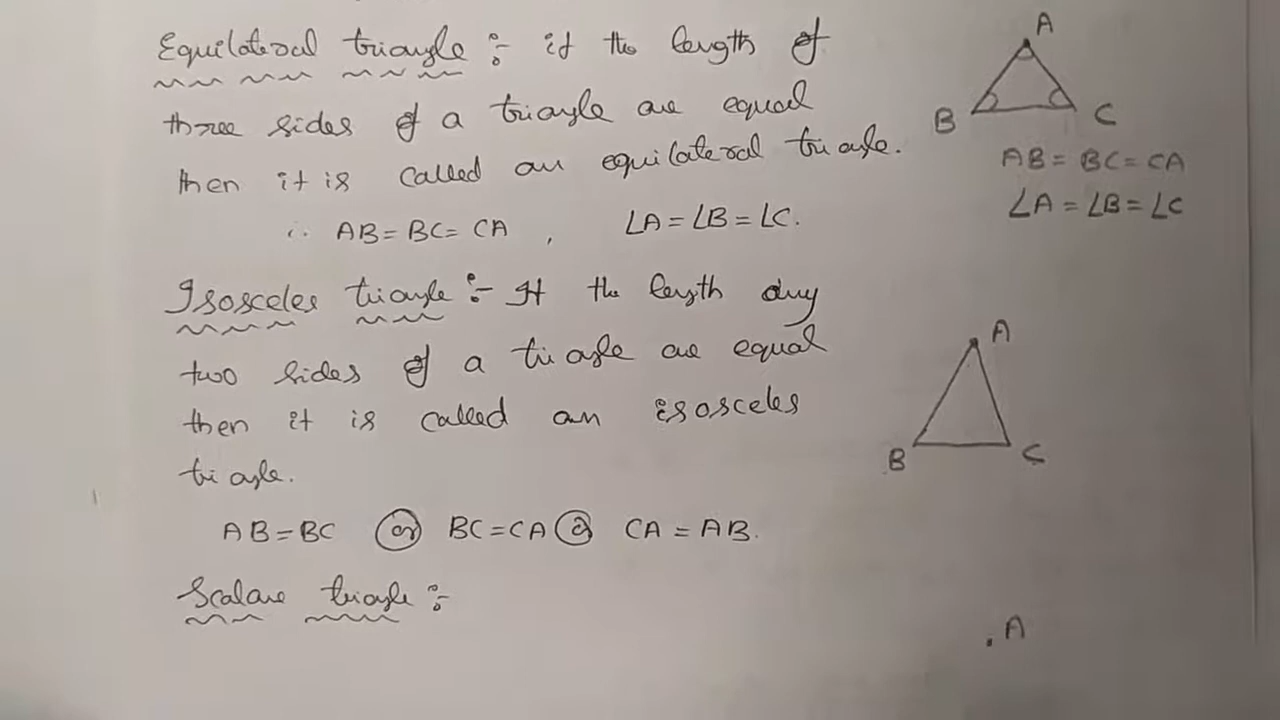 Equilateral triangle :- if the length of
three sides of a triangle are equal
then it is called an equilateral triangle.
∴ AB = BC = CA , ∠A = ∠B = ∠C.
Isosceles triangle :- If the length any
two sides of a triangle are equal
then it is called an isosceles
triangle.
AB = BC or BC = CA or CA = AB.
Scalane triangle :-
A
B C
AB = BC = CA
∠A = ∠B = ∠C
A
B C
A